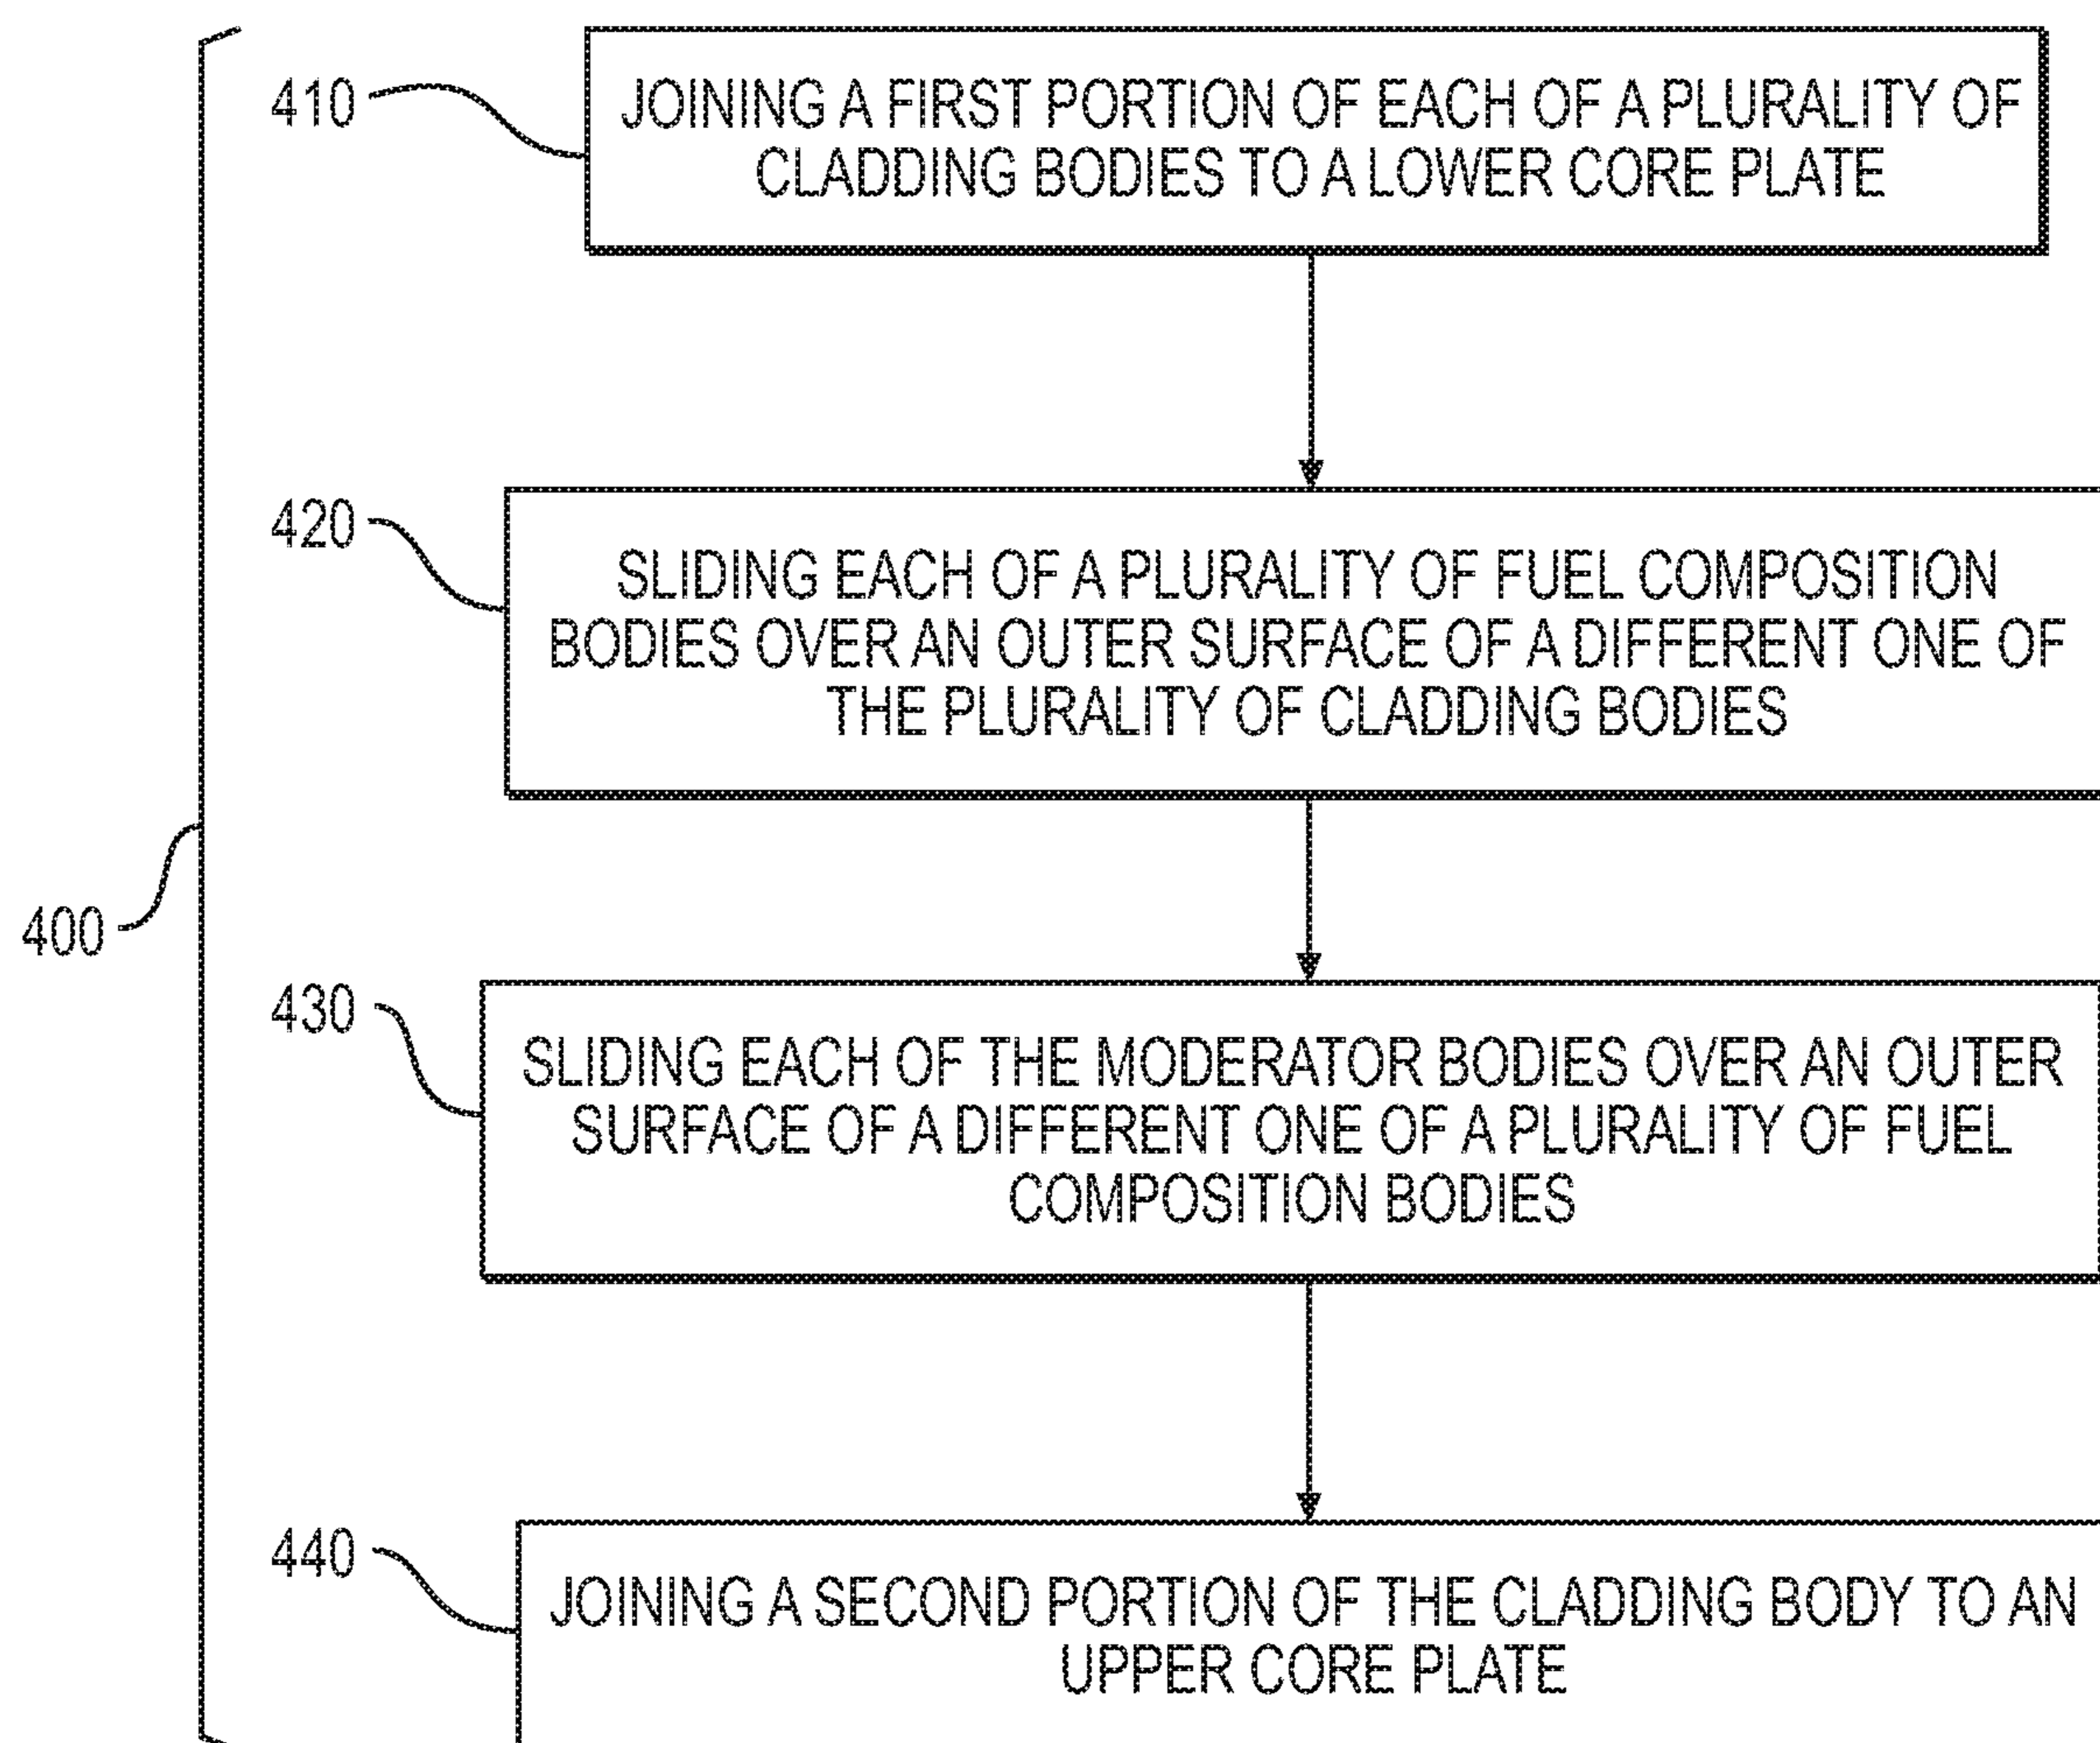 410
JOINING A FIRST PORTION OF EACH OF A PLURALITY OF
CLADDING BODIES TO A LOWER CORE PLATE
420
SLIDING EACH OF A PLURALITY OF FUEL COMPOSITION
BODIES OVER AN OUTER SURFACE OF A DIFFERENT ONE OF
THE PLURALITY OF CLADDING BODIES
400
430
SLIDING EACH OF THE MODERATOR BODIES OVER AN OUTER
SURFACE OF A DIFFERENT ONE OF A PLURALITY OF FUEL
COMPOSITION BODIES
440
JOINING A SECOND PORTION OF THE CLADDING BODY TO AN
UPPER CORE PLATE